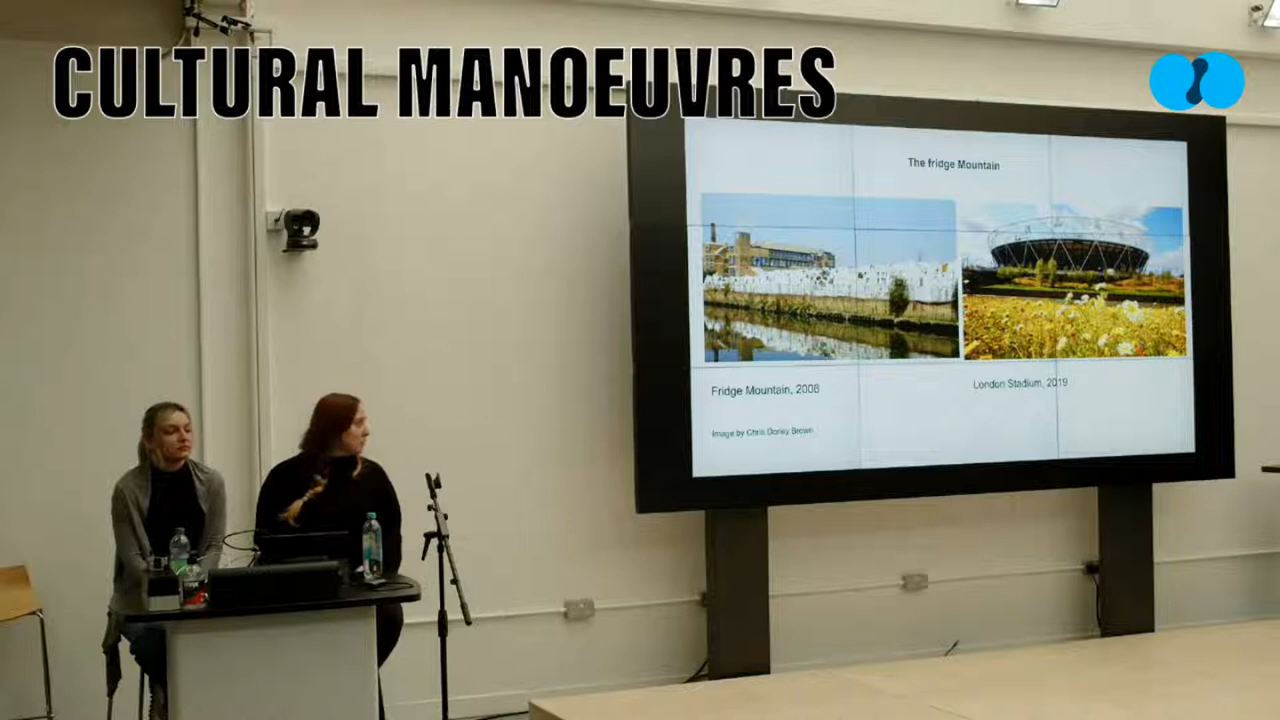 CULTURAL MANOEUVRES
The fridge Mountain
Fridge Mountain, 2008
London Stadium, 2019
Image by Chris Dorley Brown